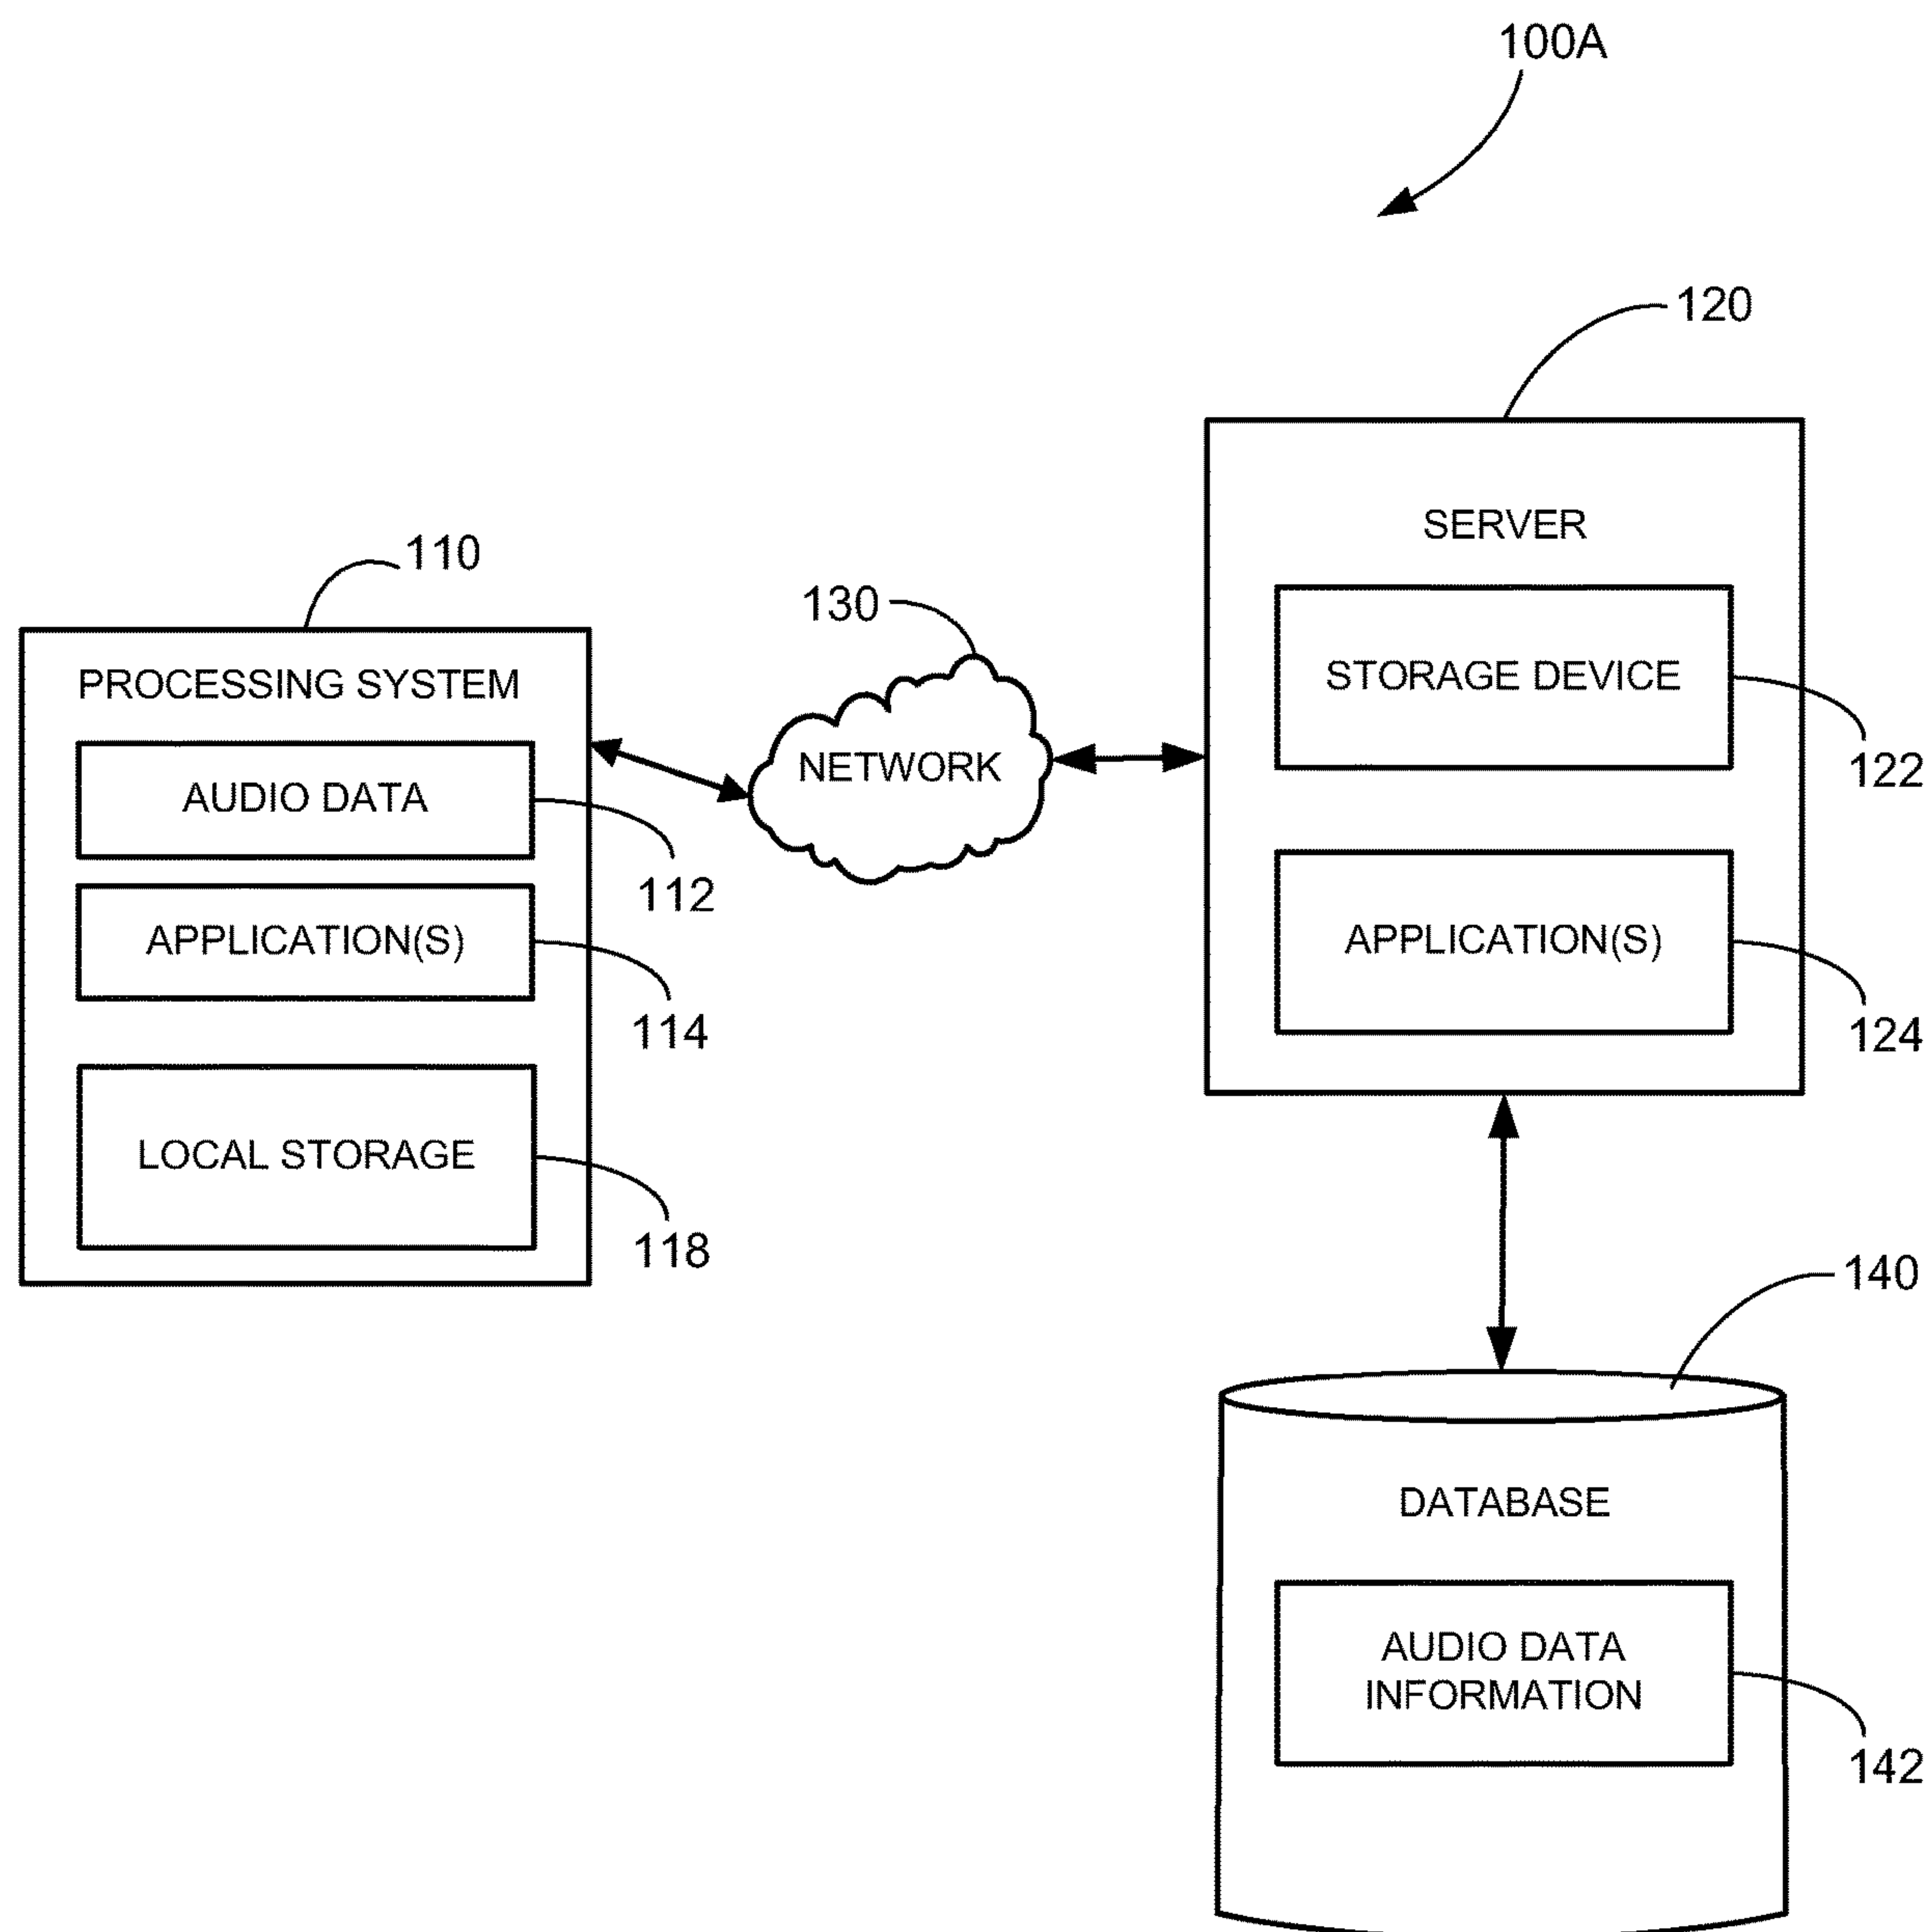 100A
120
SERVER
STORAGE DEVICE
122
APPLICATION(S)
124
110
PROCESSING SYSTEM
AUDIO DATA
112
APPLICATION(S)
114
LOCAL STORAGE
118
130
NETWORK
140
DATABASE
AUDIO DATA
INFORMATION
142